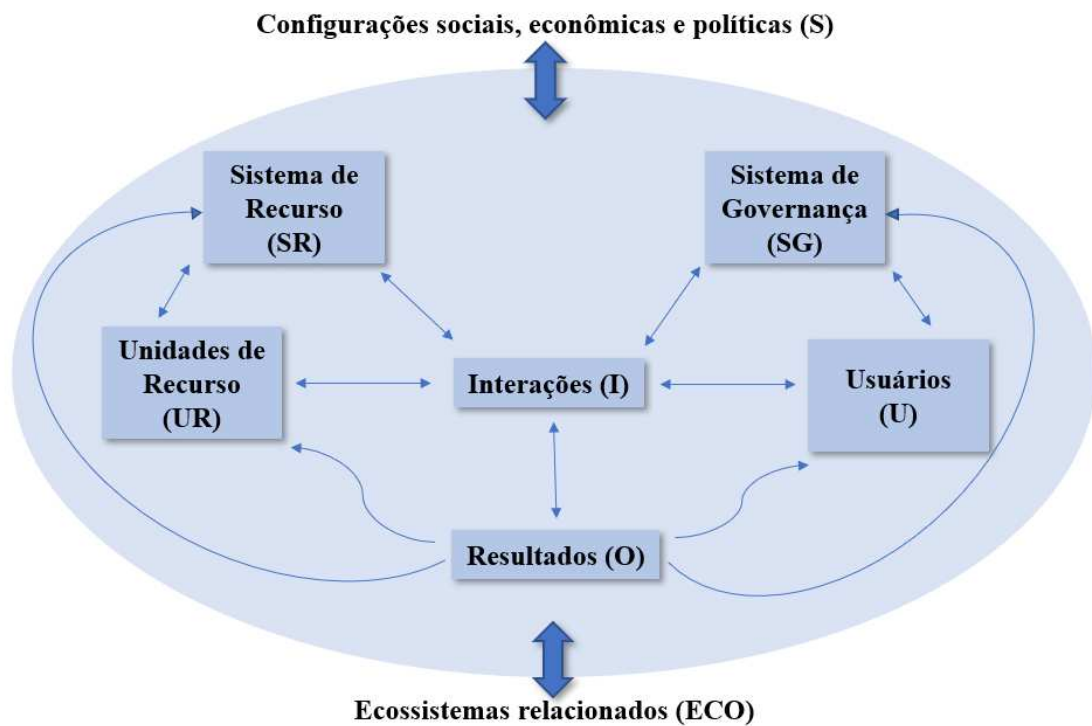 Configurações sociais, econômicas e políticas (S)
Sistema de
Recurso
(SR)
Sistema de
Governança
(SG)
Unidades de
Recurso
(UR)
Interações (I)
Usuários
(U)
Resultados (O)
Ecossistemas relacionados (ECO)